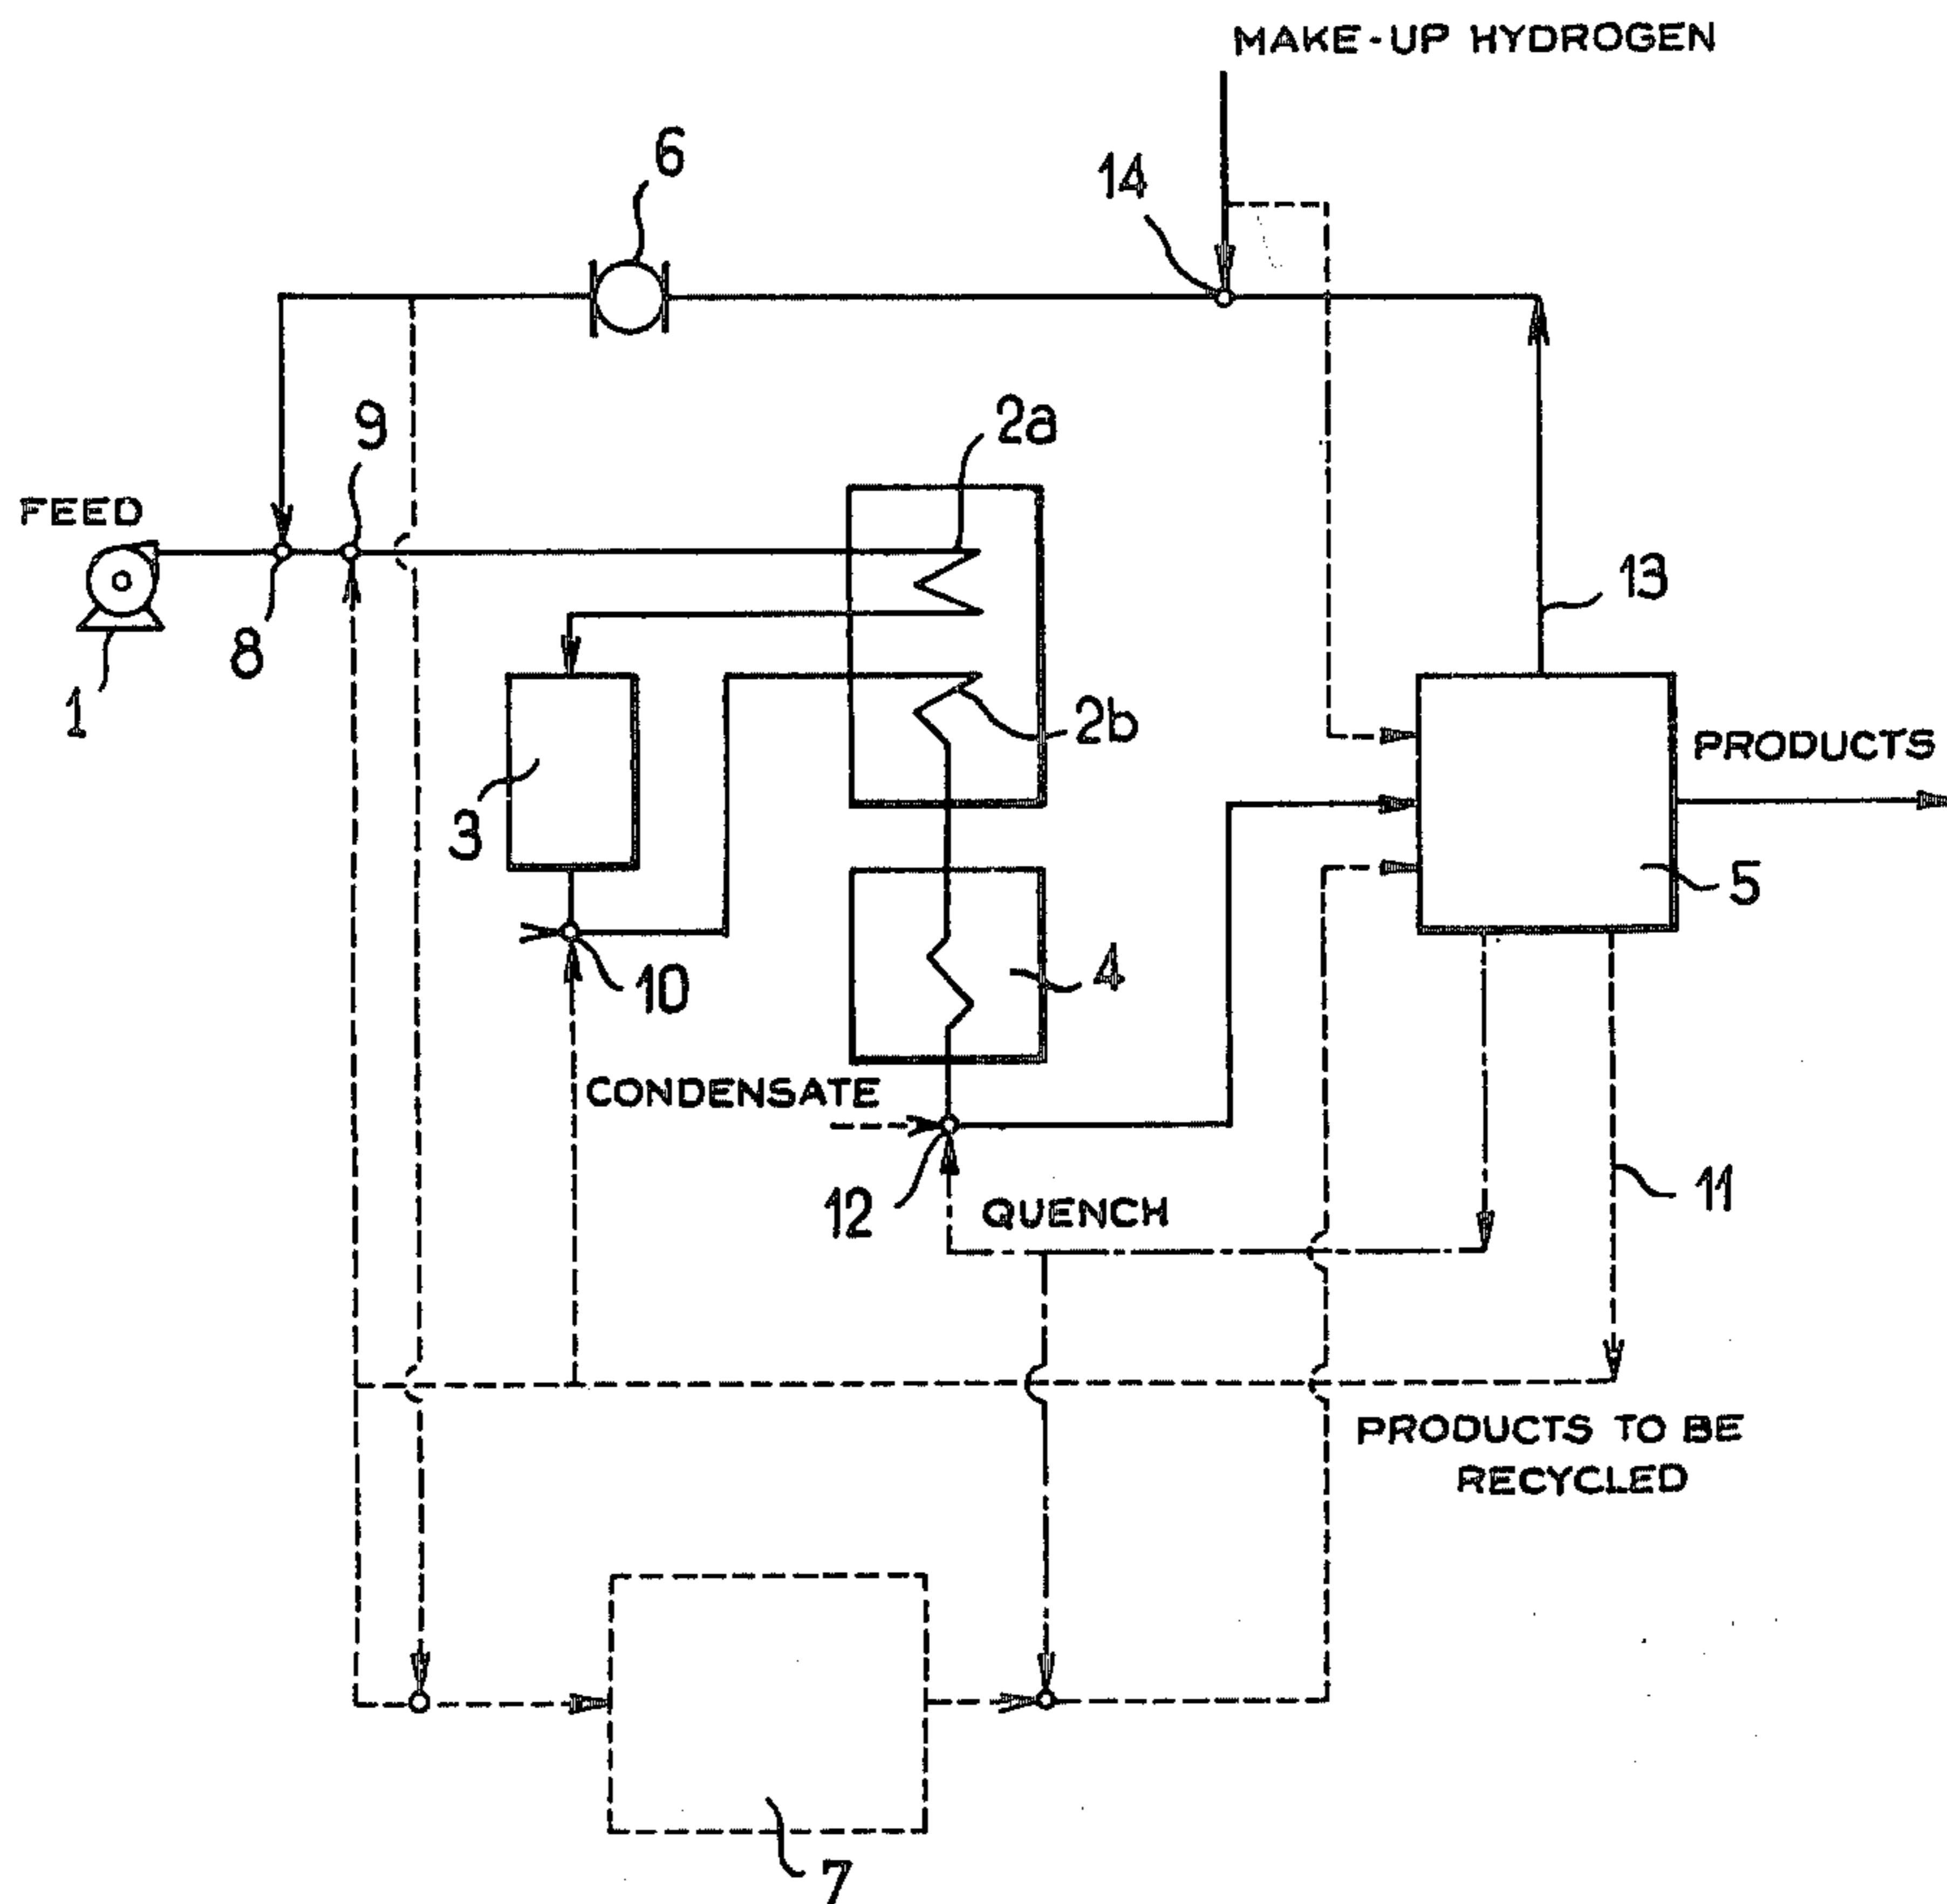 MAKE-UP HYDROGEN
6
14
9
2a
FEED
8
1
13
2b
PRODUCTS
3
5
10
4
CONDENSATE
12
QUENCH
11
PRODUCTS TO BE
RECYCLED
7